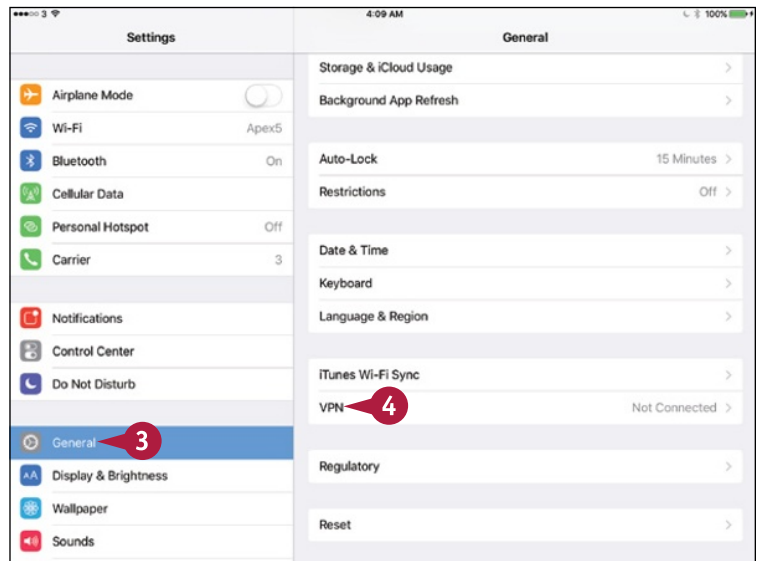 3 4:09 AM 100%
Settings
General
Airplane Mode
Wi-Fi Apex5
Bluetooth On
Cellular Data
Personal Hotspot Off
Carrier 3
Notifications
Control Center
Do Not Disturb
General 3
AA Display & Brightness
Wallpaper
Sounds
Storage & iCloud Usage
Background App Refresh
Auto-Lock 15 Minutes
Restrictions Off
Date & Time
Keyboard
Language & Region
iTunes Wi-Fi Sync
VPN 4 Not Connected
Regulatory
Reset